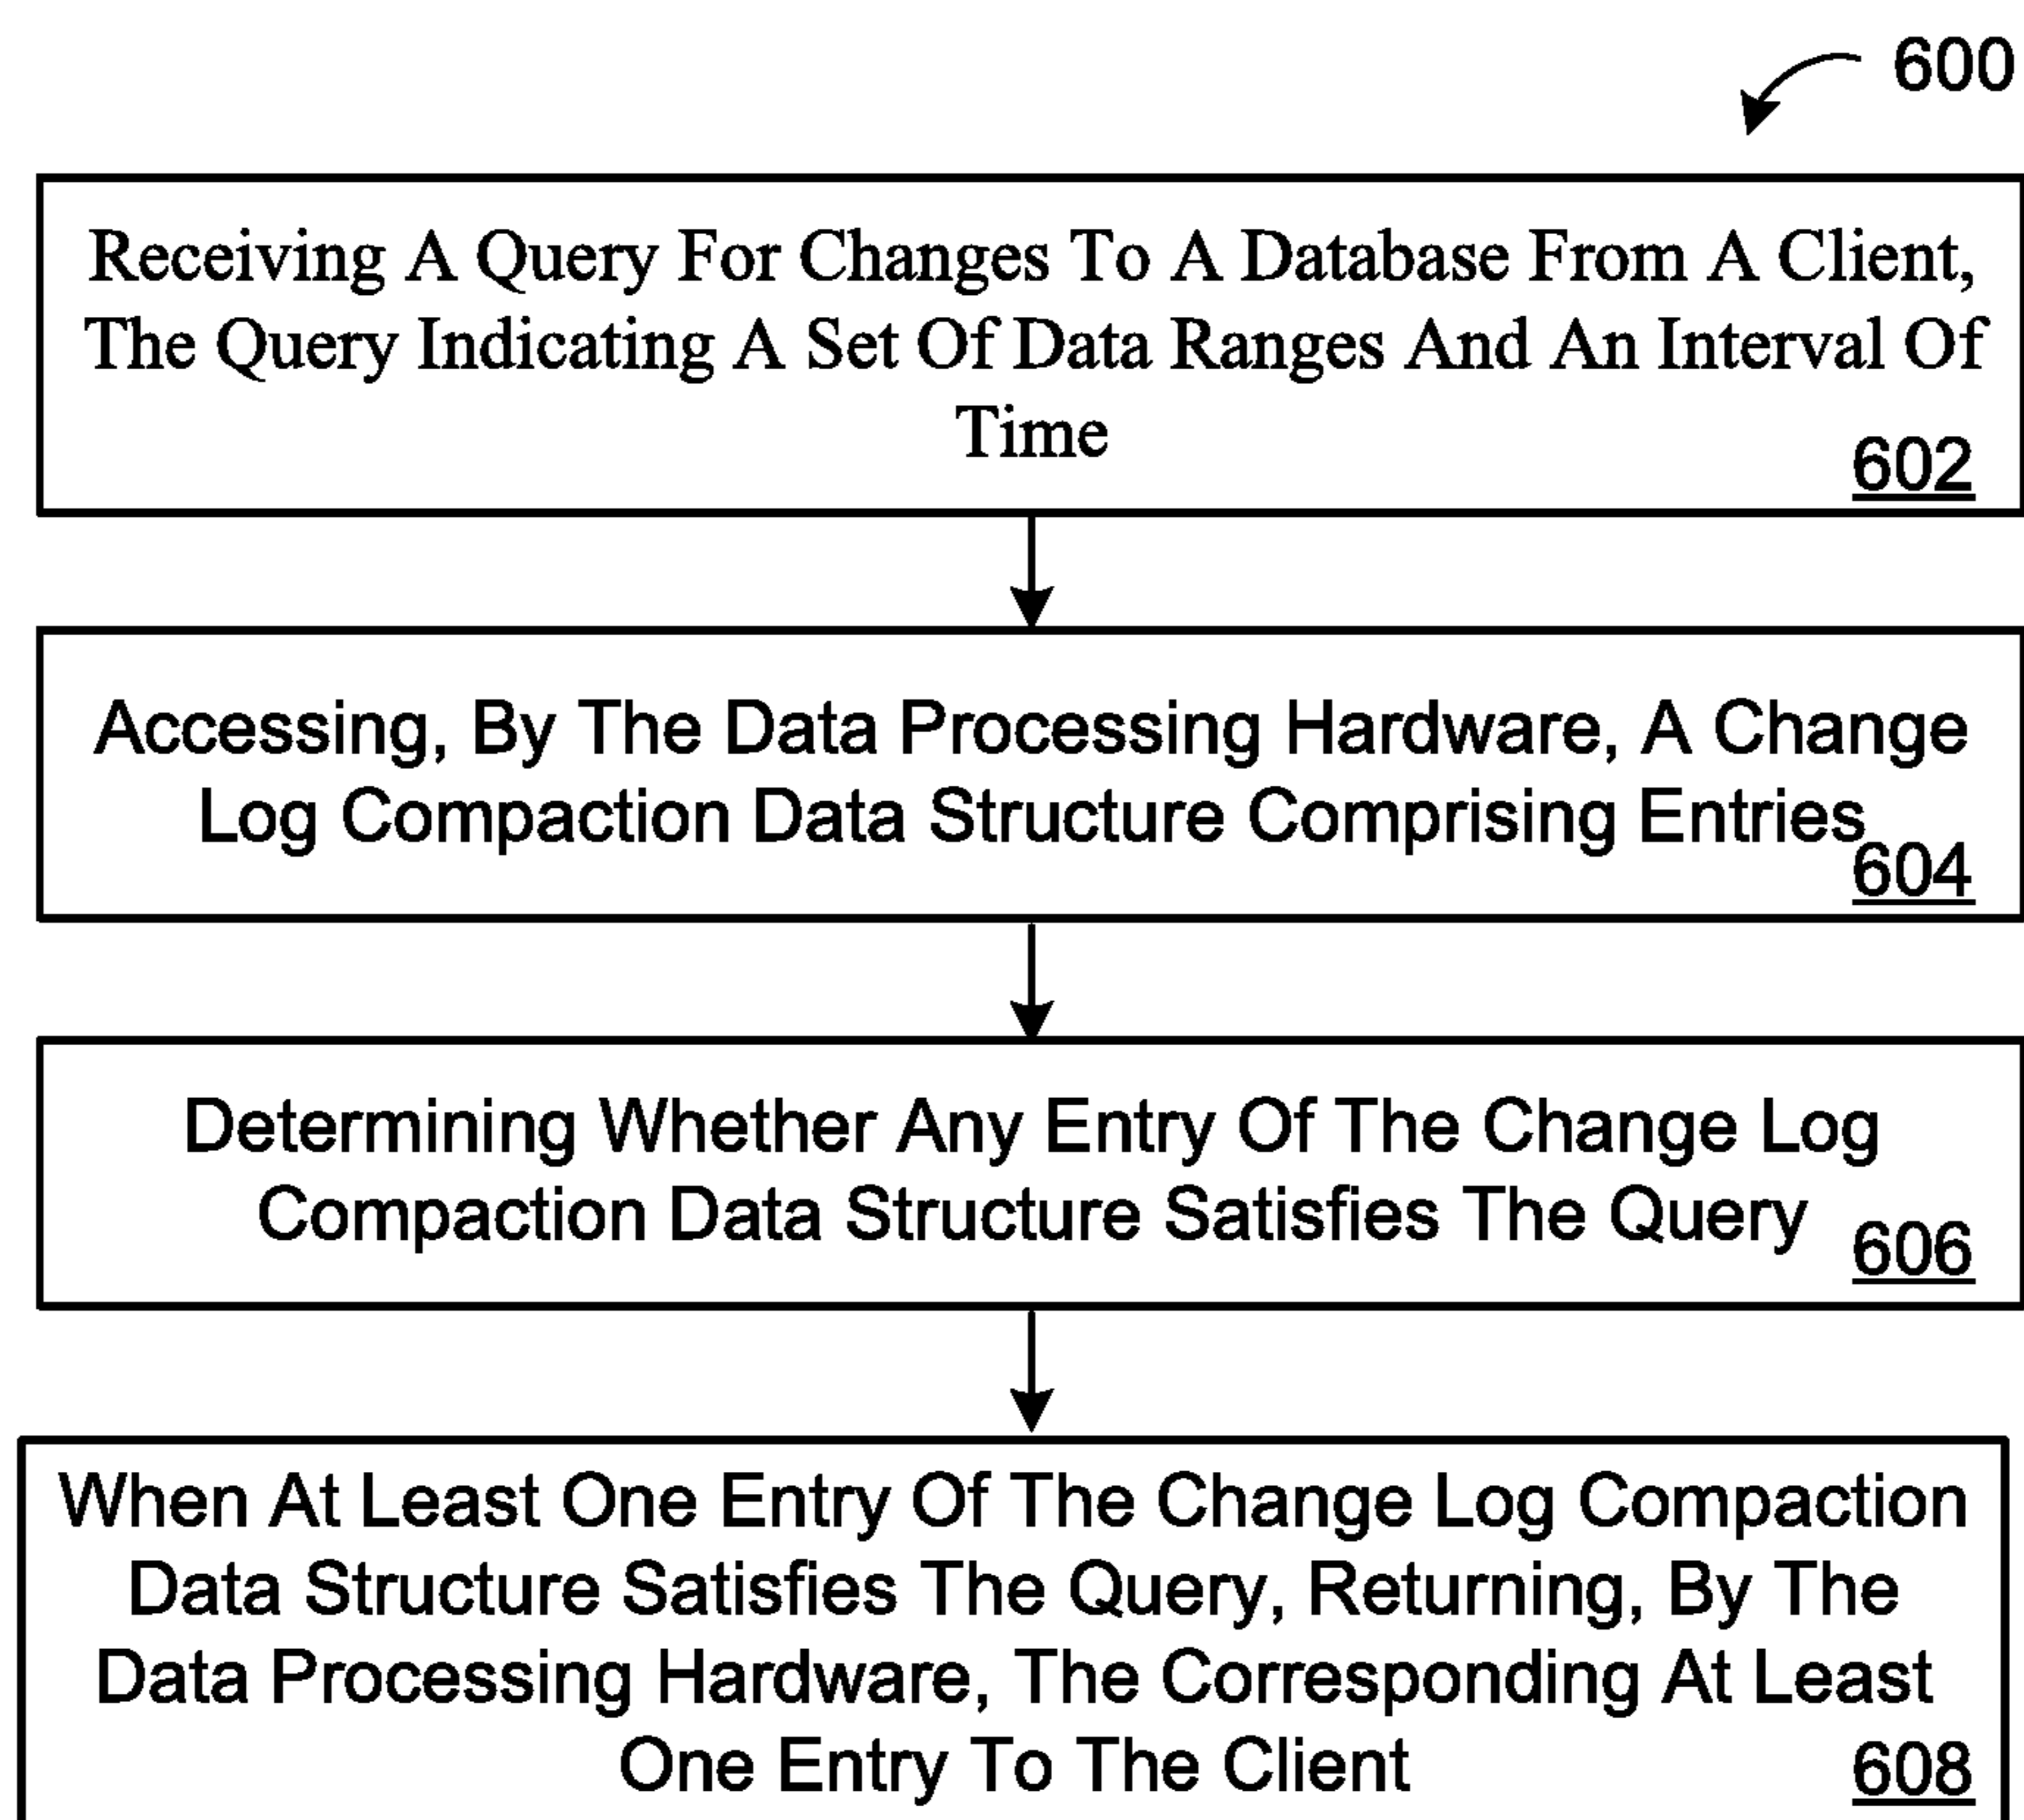 600
Receiving A Query For Changes To A Database From A Client,
The Query Indicating A Set Of Data Ranges And An Interval Of
Time
602
Accessing, By The Data Processing Hardware, A Change
Log Compaction Data Structure Comprising Entries
604
Determining Whether Any Entry Of The Change Log
Compaction Data Structure Satisfies The Query
606
When At Least One Entry Of The Change Log Compaction
Data Structure Satisfies The Query, Returning, By The
Data Processing Hardware, The Corresponding At Least
One Entry To The Client
608